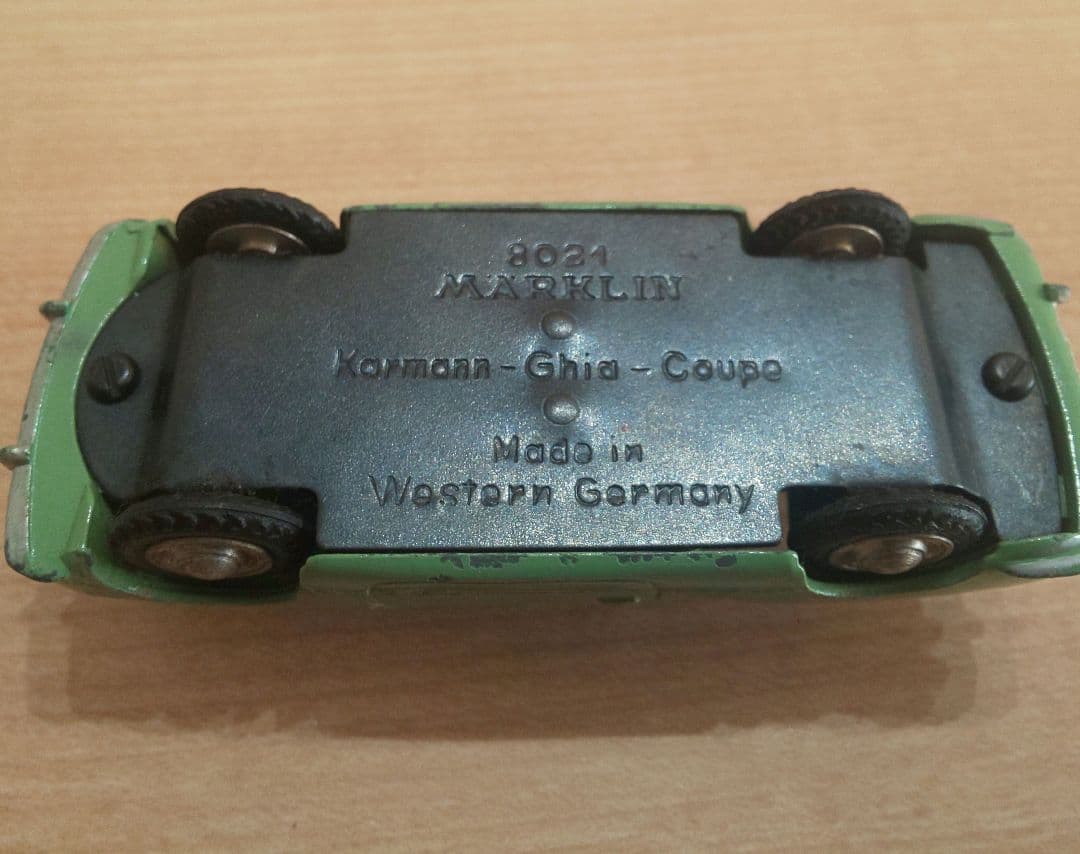 8021
MÄRKLIN
Karmann-Ghia-Coupe
Made in
Western Germany